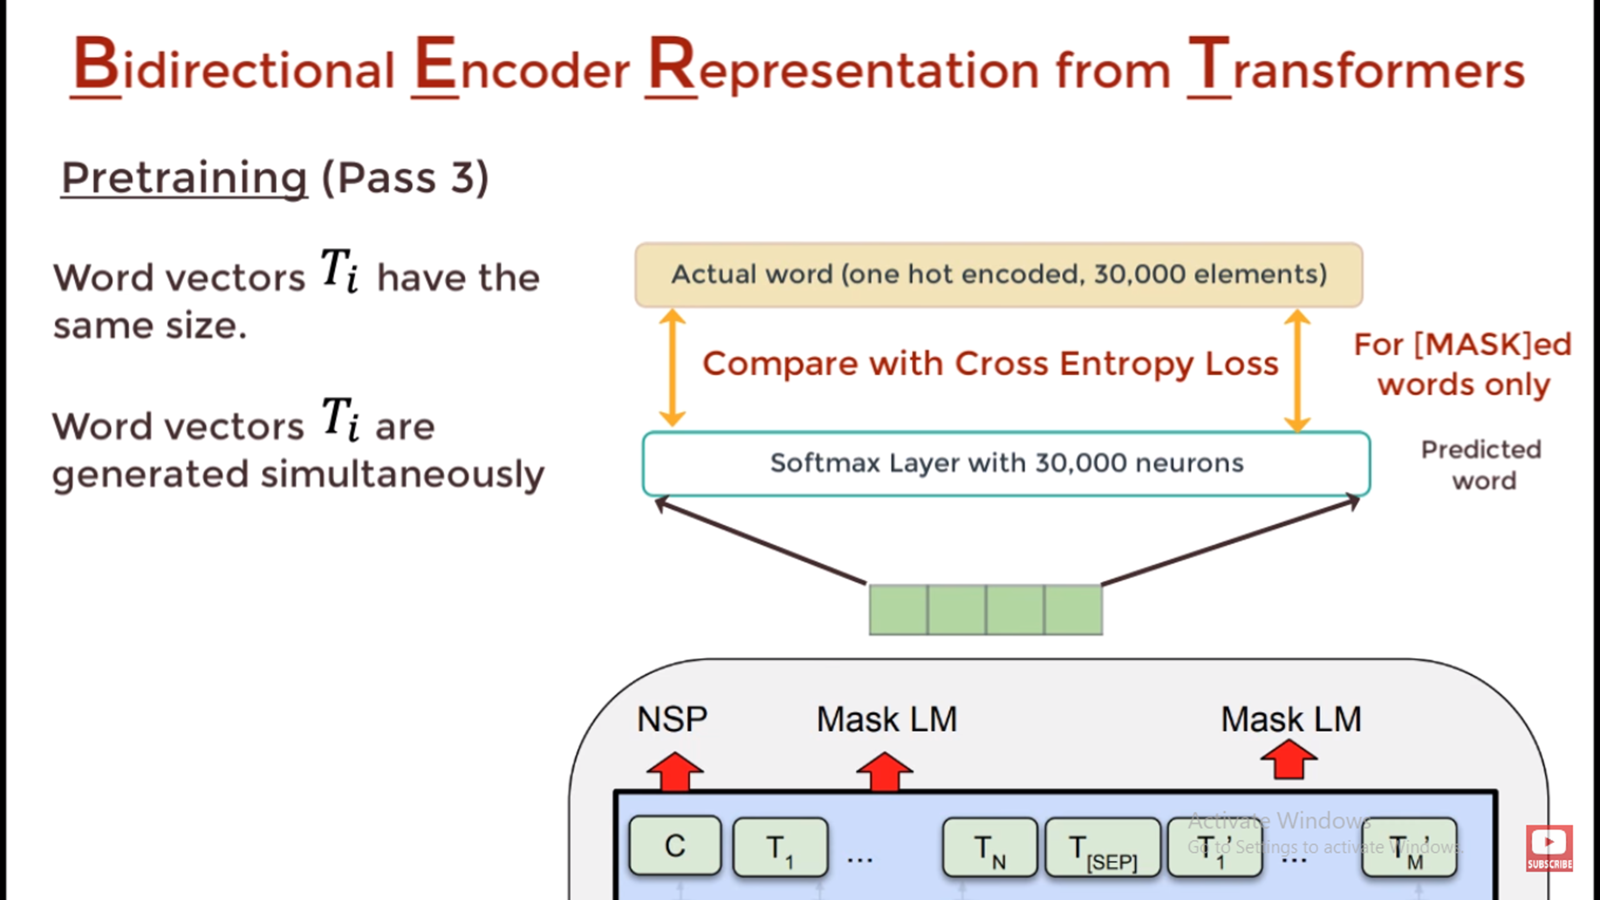 Bidirectional Encoder Representation from Transformers
Pretraining (Pass 3)
Word vectors Ti have the
same size.
Word vectors Ti are
generated simultaneously
Actual word (one hot encoded, 30,000 elements)
Compare with Cross Entropy Loss
For [MASK]ed
words only
Softmax Layer with 30,000 neurons
Predicted
word
NSP
Mask LM
Mask LM
C
T1
...
TN
T[SEP]
T1'
...
TM'
Activate Windows
Go to Settings to activate Windows.
SUBSCRIBE